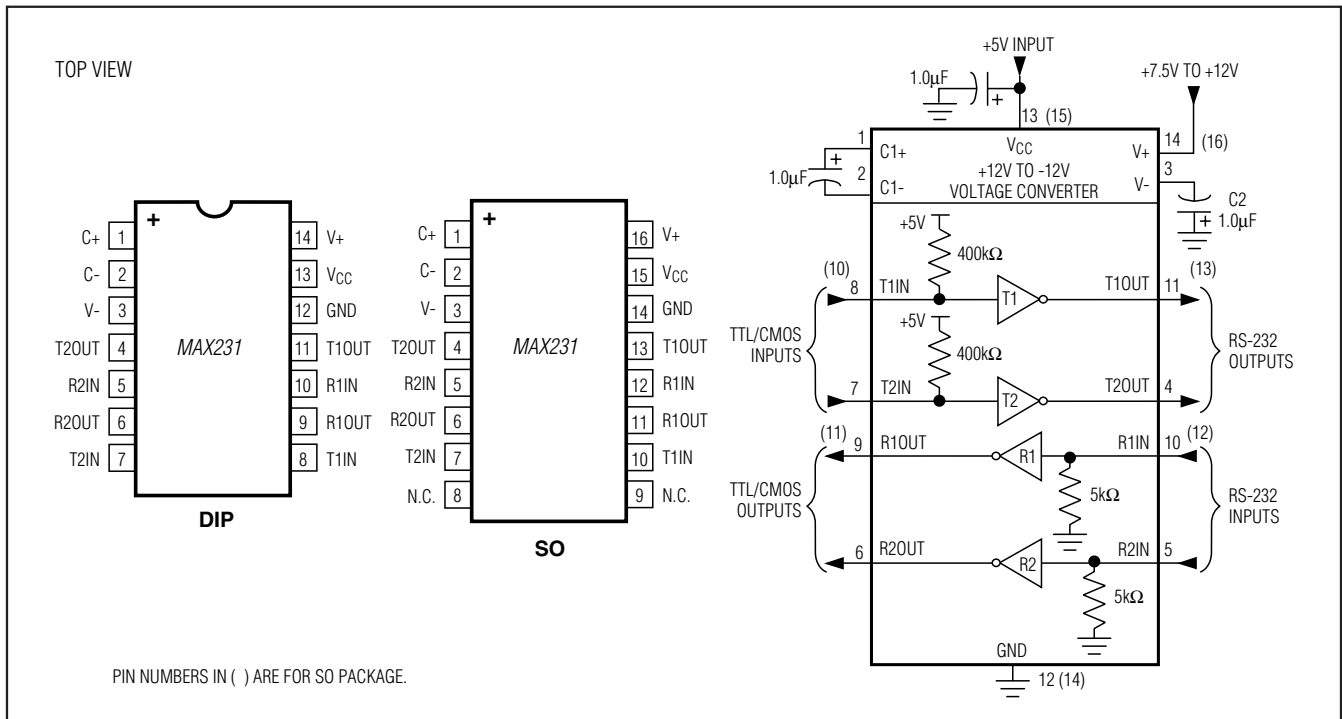 TOP VIEW
+
C+ 1
C- 2
V- 3
T2OUT 4
R2IN 5
R2OUT 6
T2IN 7
MAX231
14 V+
13 VCC
12 GND
11 T1OUT
10 R1IN
9 R1OUT
8 T1IN
DIP
+
C+ 1
C- 2
V- 3
T2OUT 4
R2IN 5
R2OUT 6
T2IN 7
N.C. 8
MAX231
16 V+
15 VCC
14 GND
13 T1OUT
12 R1IN
11 R1OUT
10 T1IN
9 N.C.
SO
PIN NUMBERS IN ( ) ARE FOR SO PACKAGE.
+5V INPUT
1.0µF
+
+7.5V TO +12V
13 (15)
VCC
1 C1+
+
1.0µF
2 C1-
+12V TO -12V
VOLTAGE CONVERTER
V+ 14 (16)
V- 3
C2
+ 1.0µF
+5V
400kΩ
(10)
8 T1IN
T1
T1OUT 11
(13)
+5V
400kΩ
TTL/CMOS
INPUTS
RS-232
OUTPUTS
7 T2IN
T2
T2OUT 4
(11)
9 R1OUT
R1
R1IN 10
(12)
5kΩ
TTL/CMOS
OUTPUTS
RS-232
INPUTS
6 R2OUT
R2
R2IN 5
5kΩ
GND
12 (14)